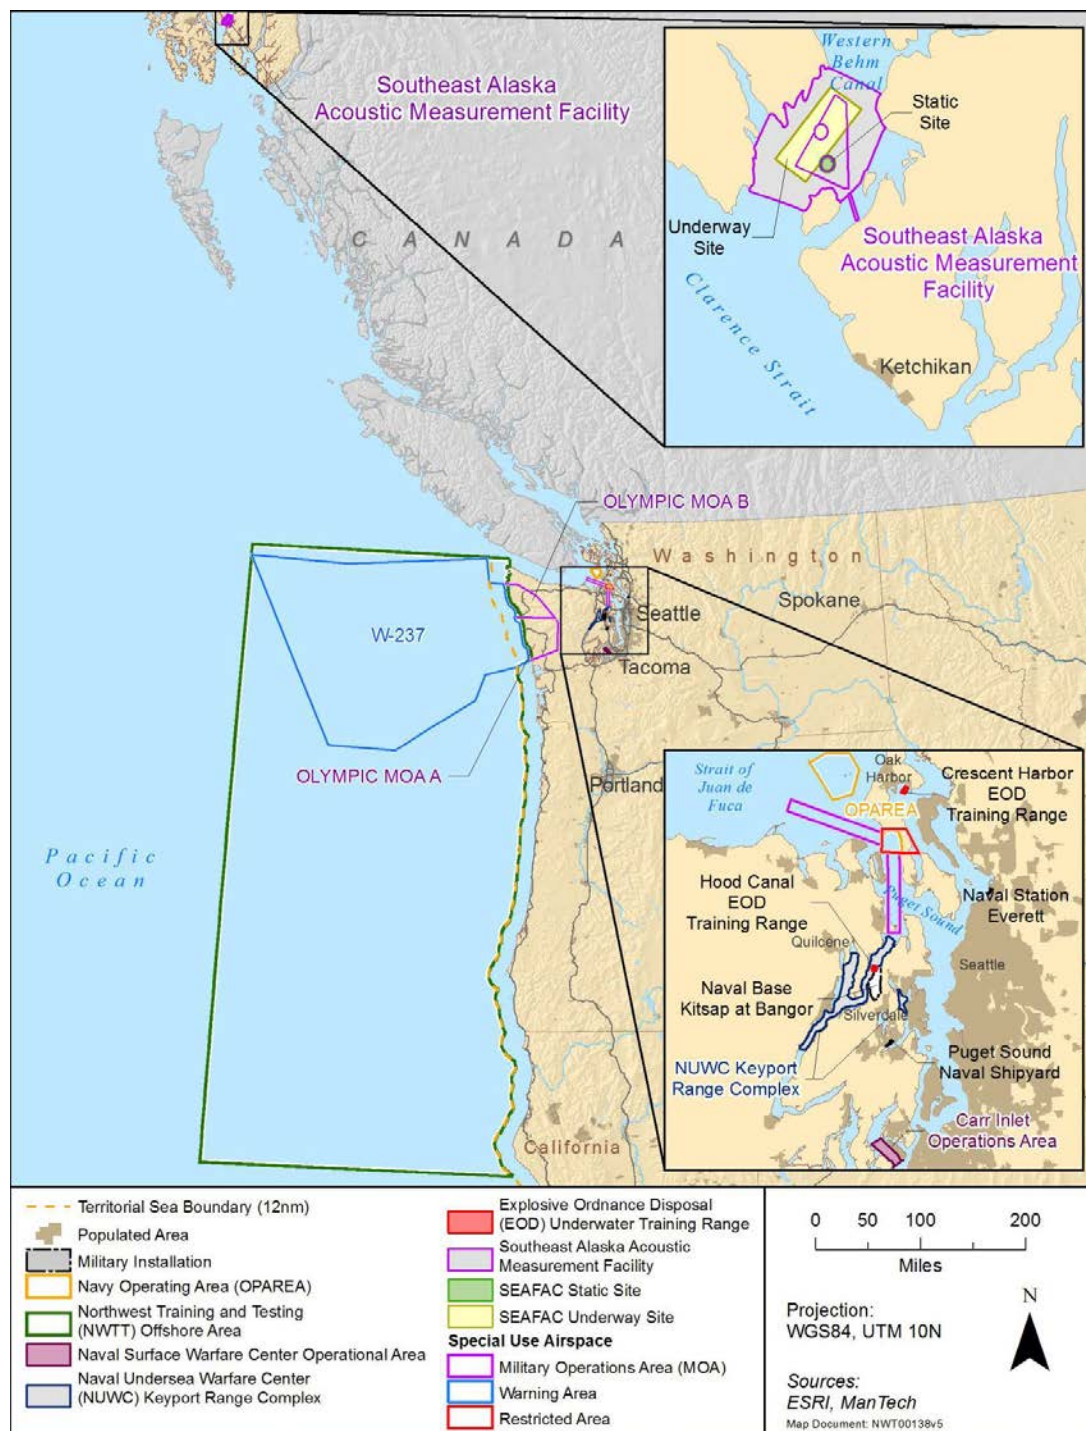 Southeast Alaska
Acoustic Measurement Facility
C A N A D A
Western
Behm
Canal
Static
Site
Underway
Site
Southeast Alaska
Acoustic Measurement
Facility
Clarence Strait
Ketchikan
OLYMPIC MOA B
Washington
Seattle
Spokane
W-237
Tacoma
OLYMPIC MOA A
Portland
Pacific
Ocean
California
Strait of
Juan de
Fuca
Oak
Harbor
Crescent Harbor
EOD
Training Range
OPAREA
Hood Canal
EOD
Training Range
Puget Sound
Naval Station
Everett
Quilcene
Seattle
Naval Base
Kitsap at Bangor
Silverdale
NUWC Keyport
Range Complex
Puget Sound
Naval Shipyard
Carr Inlet
Operations Area
Territorial Sea Boundary (12nm)
Populated Area
Military Installation
Navy Operating Area (OPAREA)
Northwest Training and Testing
(NWTT) Offshore Area
Naval Surface Warfare Center Operational Area
Naval Undersea Warfare Center
(NUWC) Keyport Range Complex
Explosive Ordnance Disposal
(EOD) Underwater Training Range
Southeast Alaska Acoustic
Measurement Facility
SEAFAC Static Site
SEAFAC Underway Site
Special Use Airspace
Military Operations Area (MOA)
Warning Area
Restricted Area
0 50 100 200
Miles
N
Projection:
WGS84, UTM 10N
Sources:
ESRI, ManTech
Map Document: NWT00138v5